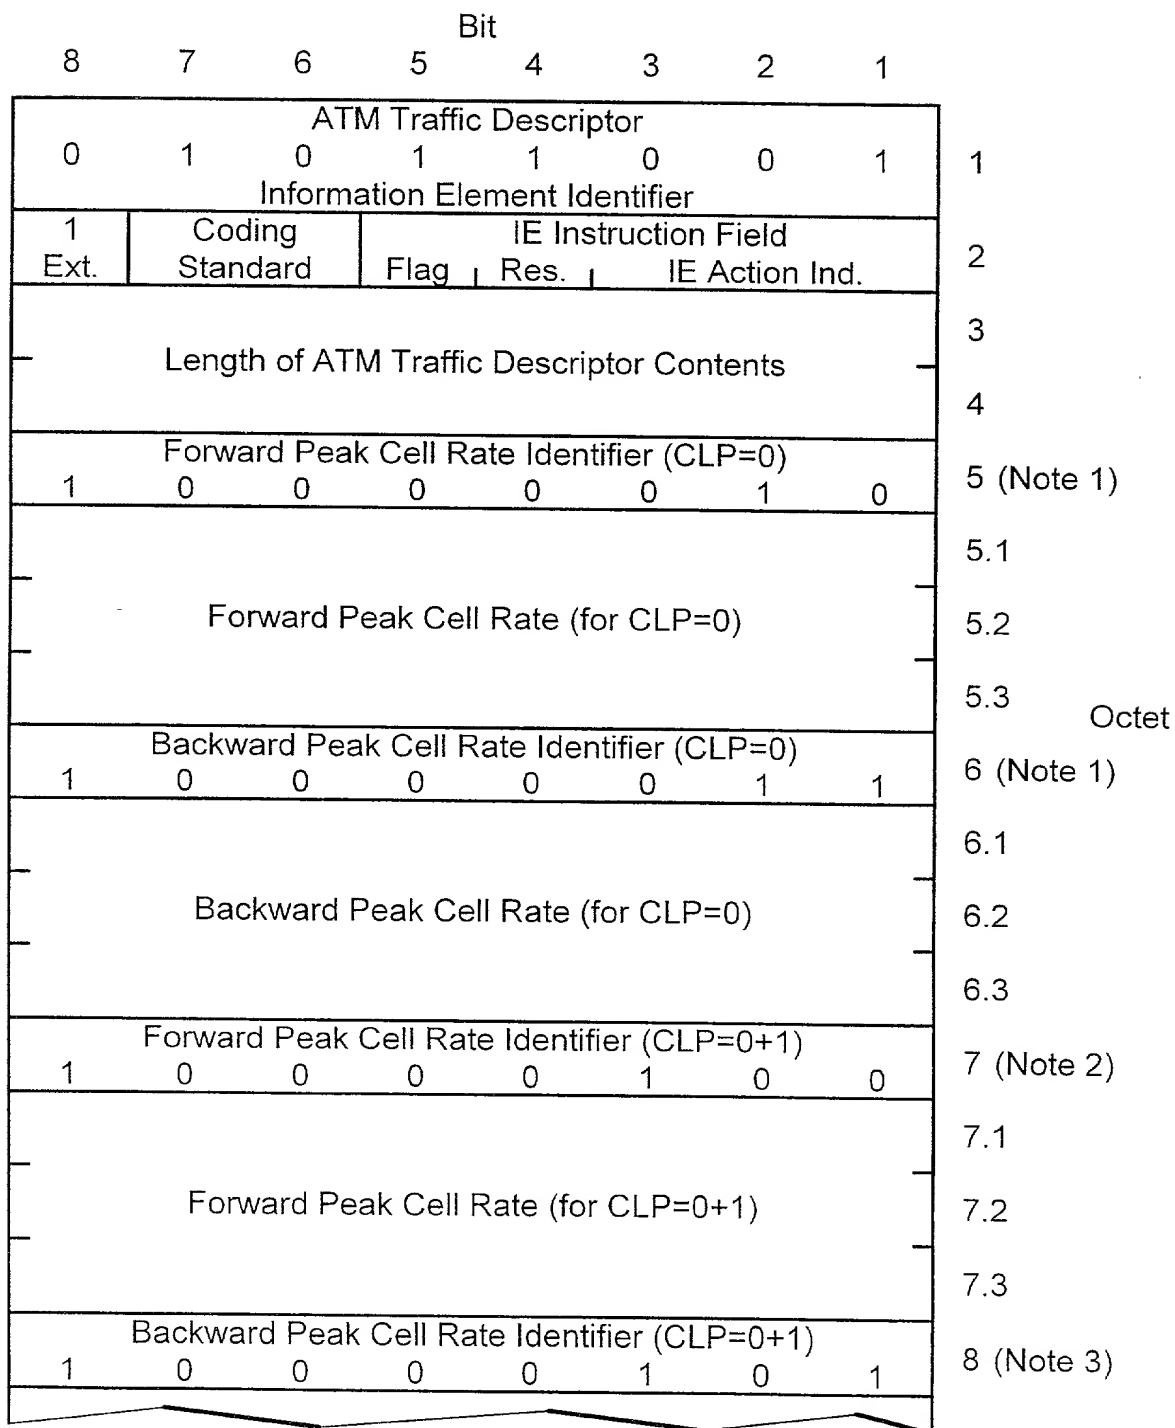 Bit
8 7 6 5 4 3 2 1
ATM Traffic Descriptor
0 1 0 1 1 0 0 1 1
Information Element Identifier
1 Coding IE Instruction Field
Ext. Standard Flag Res. IE Action Ind. 2
3
Length of ATM Traffic Descriptor Contents
4
Forward Peak Cell Rate Identifier (CLP=0)
1 0 0 0 0 0 1 0 5 (Note 1)
5.1
Forward Peak Cell Rate (for CLP=0) 5.2
5.3
Octet
Backward Peak Cell Rate Identifier (CLP=0)
1 0 0 0 0 0 1 1 6 (Note 1)
6.1
Backward Peak Cell Rate (for CLP=0) 6.2
6.3
Forward Peak Cell Rate Identifier (CLP=0+1)
1 0 0 0 0 1 0 0 7 (Note 2)
7.1
Forward Peak Cell Rate (for CLP=0+1) 7.2
7.3
Backward Peak Cell Rate Identifier (CLP=0+1)
1 0 0 0 0 1 0 1 8 (Note 3)